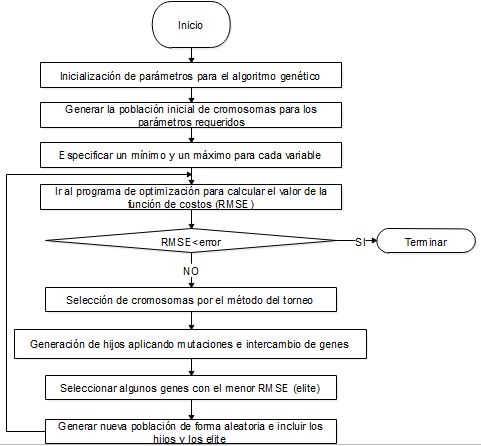 Inicio
Inicialización de parámetros para el algoritmo genético
Generar la población inicial de cromosomas para los
parámetros requeridos
Especificar un mínimo y un máximo para cada variable
Ir al programa de optimización para calcular el valor de la
función de costos (RMSE)
RMSE<error
SI
Terminar
NO
Selección de cromosomas por el método del torneo
Generación de hijos aplicando mutaciones e intercambio de genes
Seleccionar algunos genes con el menor RMSE (elite)
Generar nueva población de forma aleatoria e incluir los
hijos y los elite